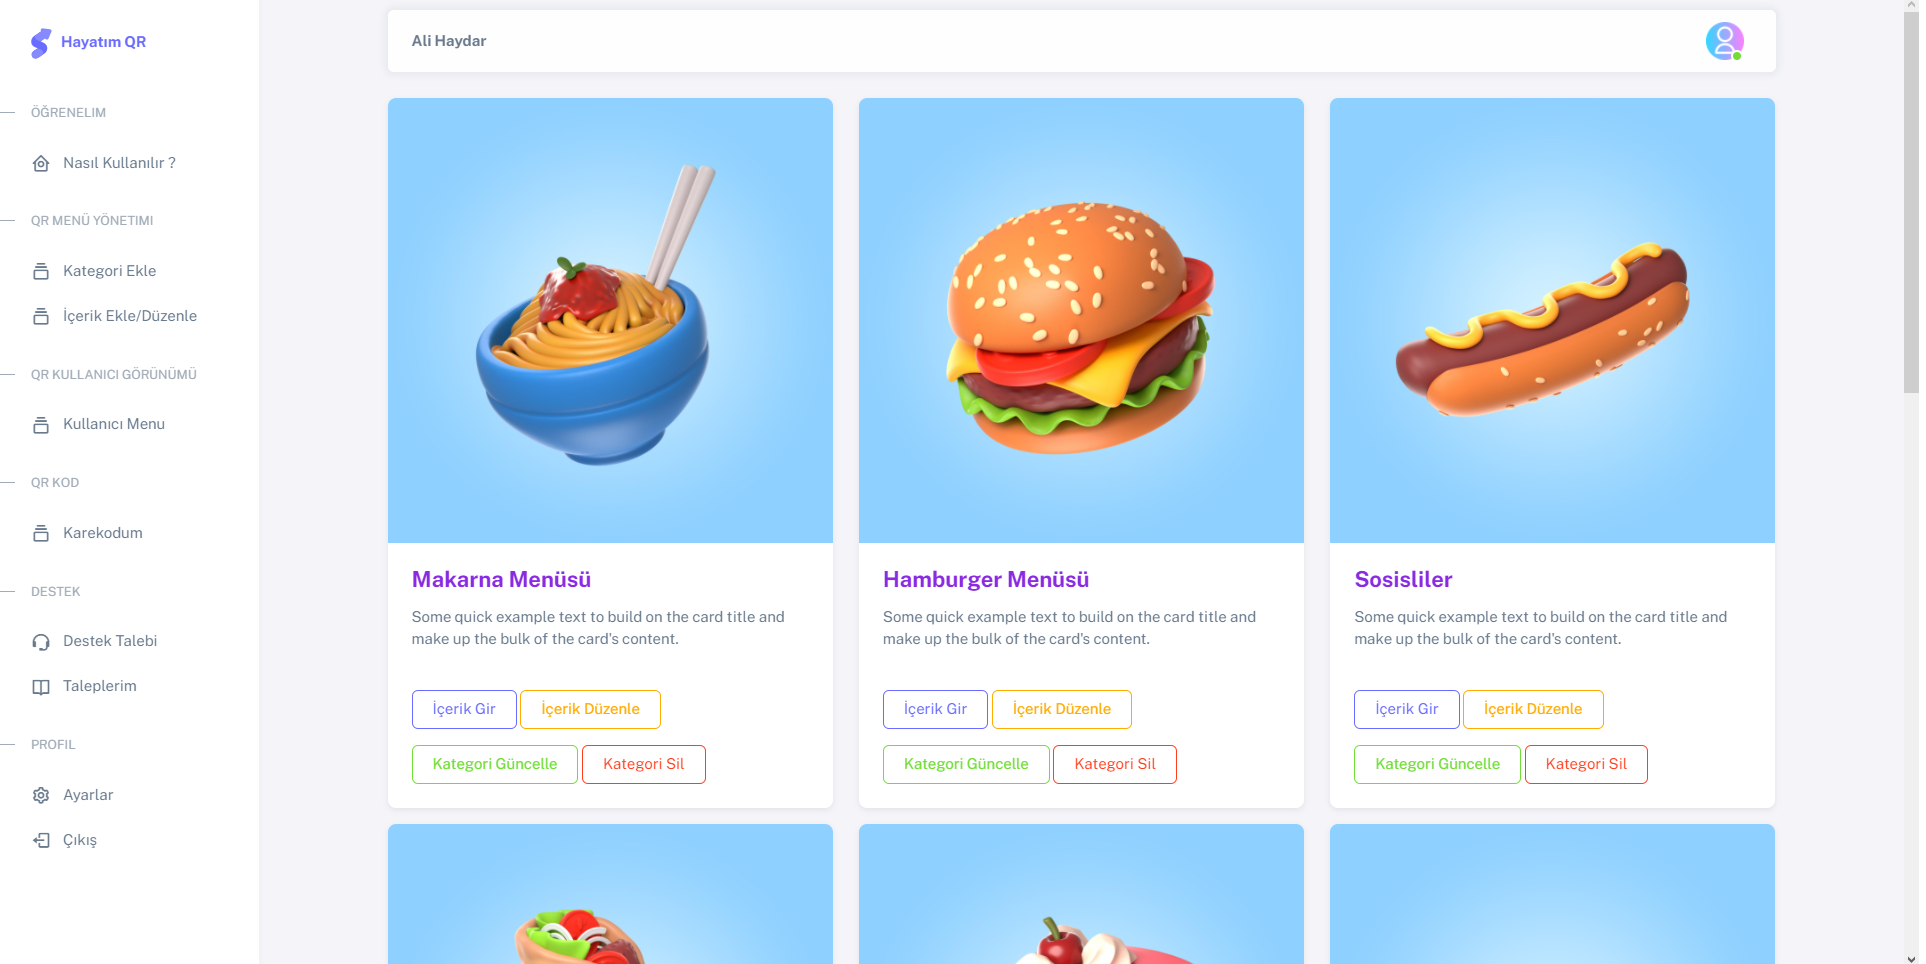 Hayatım QR
ÖĞRENELIM
Nasıl Kullanılır ?
QR MENÜ YÖNETIMI
Kategori Ekle
İçerik Ekle/Düzenle
QR KULLANICI GÖRÜNÜMÜ
Kullanıcı Menu
QR KOD
Karekodum
DESTEK
Destek Talebi
Taleplerim
PROFIL
Ayarlar
Çıkış
Ali Haydar
Makarna Menüsü
Some quick example text to build on the card title and
make up the bulk of the card's content.
İçerik Gir
İçerik Düzenle
Kategori Güncelle
Kategori Sil
Hamburger Menüsü
Some quick example text to build on the card title and
make up the bulk of the card's content.
İçerik Gir
İçerik Düzenle
Kategori Güncelle
Kategori Sil
Sosisliler
Some quick example text to build on the card title and
make up the bulk of the card's content.
İçerik Gir
İçerik Düzenle
Kategori Güncelle
Kategori Sil